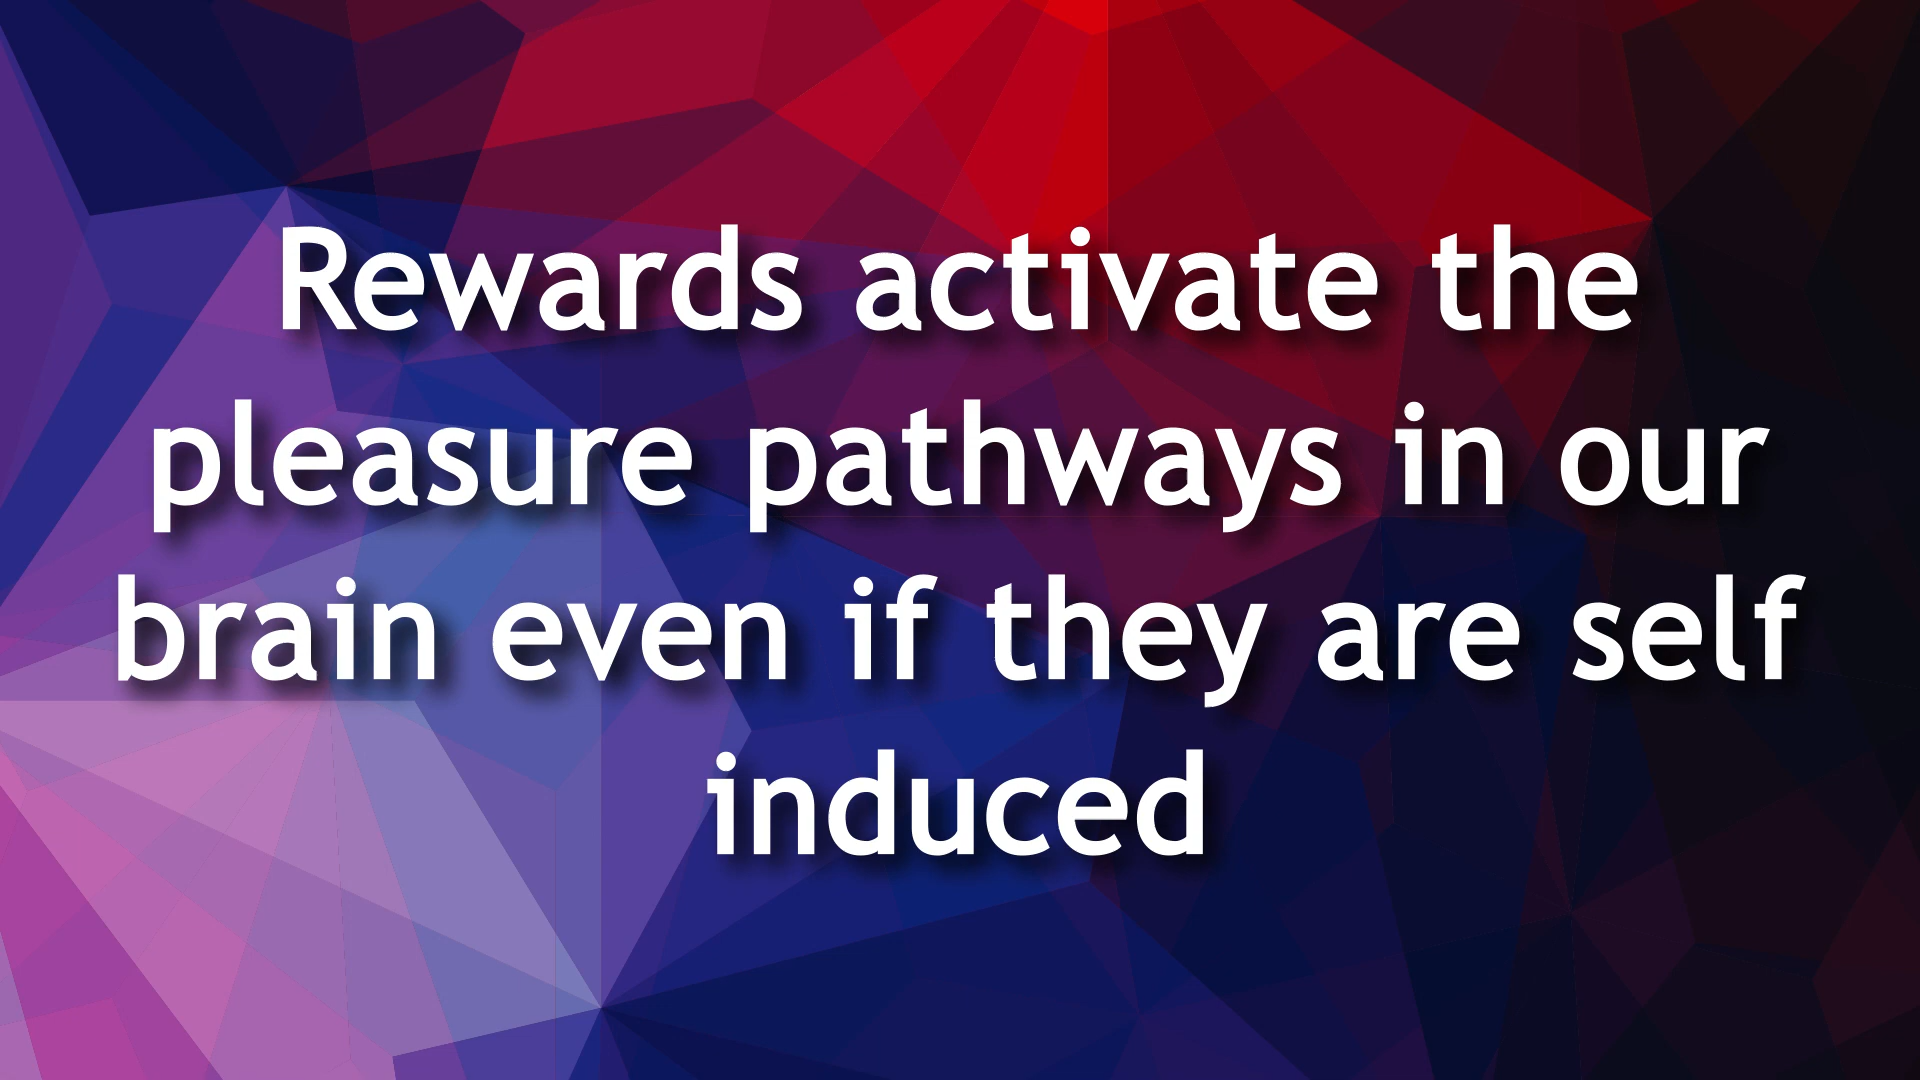 Rewards activate the
pleasure pathways in our
brain even if they are self
induced